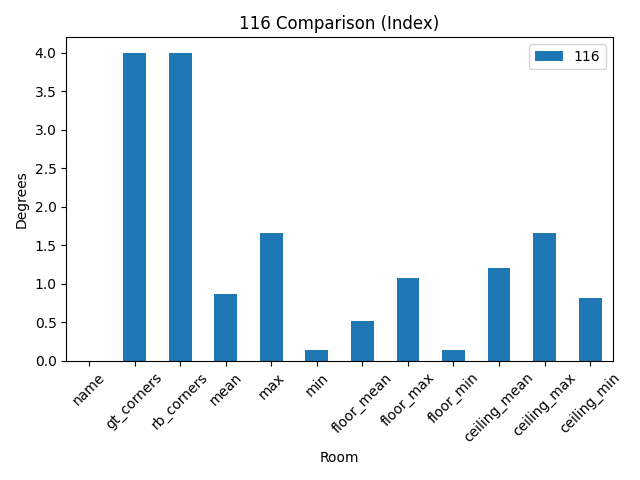 116 Comparison (Index)
116
Degrees
4.0
3.5
3.0
2.5
2.0
1.5
1.0
0.5
0.0
name
gt_corners
rb_corners
mean
max
min
floor_mean
floor_max
floor_min
ceiling_mean
ceiling_max
ceiling_min
Room